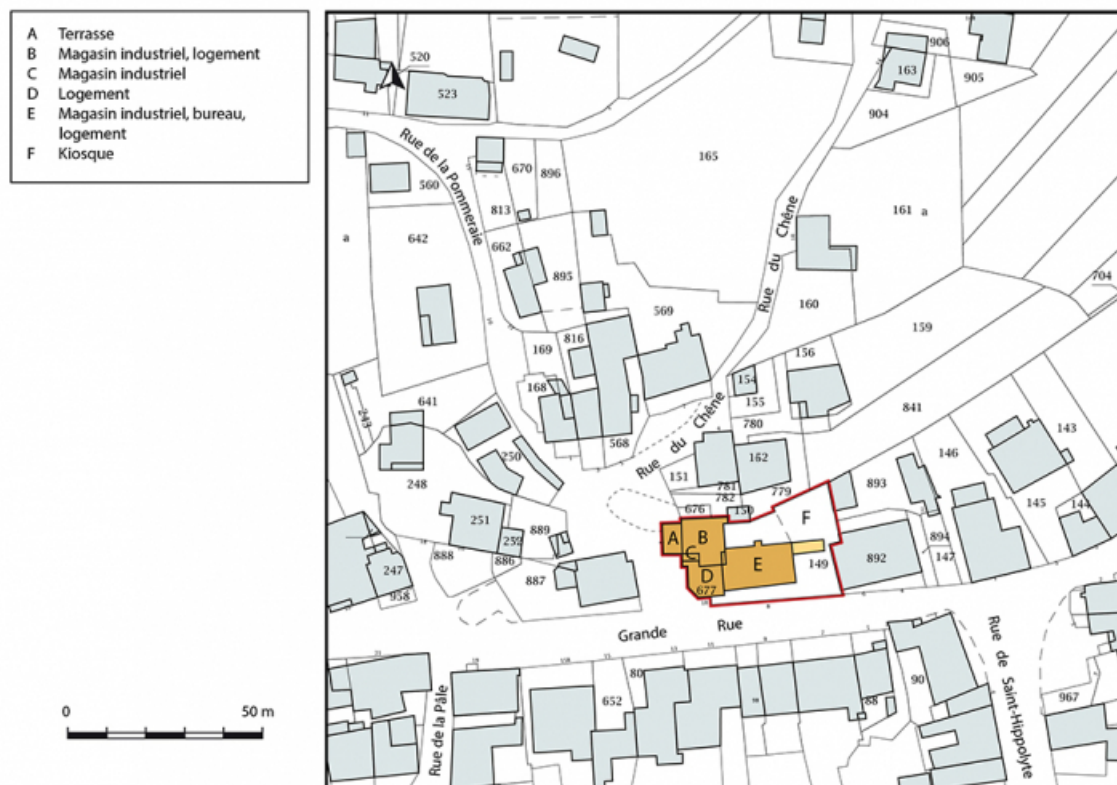 A Terrasse
B Magasin industriel, logement
C Magasin industriel
D Logement
E Magasin industriel, bureau,
logement
F Kiosque
0 50 m
520
523
906
163
905
904
Rue de la Pommeraie
670
896
165
560
813
161 a
a
642
662
Rue du Chêne
895
704
160
569
159
816
169
156
168
154
155
641
243
841
780
568
Rue du Chêne
143
162
146
250
151
248
781
782
779
893
145
676
150
144
251
889
252
A
B
F
C
D
E
894
888
886
149
892
147
247
887
677
958
Grande Rue
80
Rue de Saint-Hippolyte
90
967
652
88
Rue de la Pâle